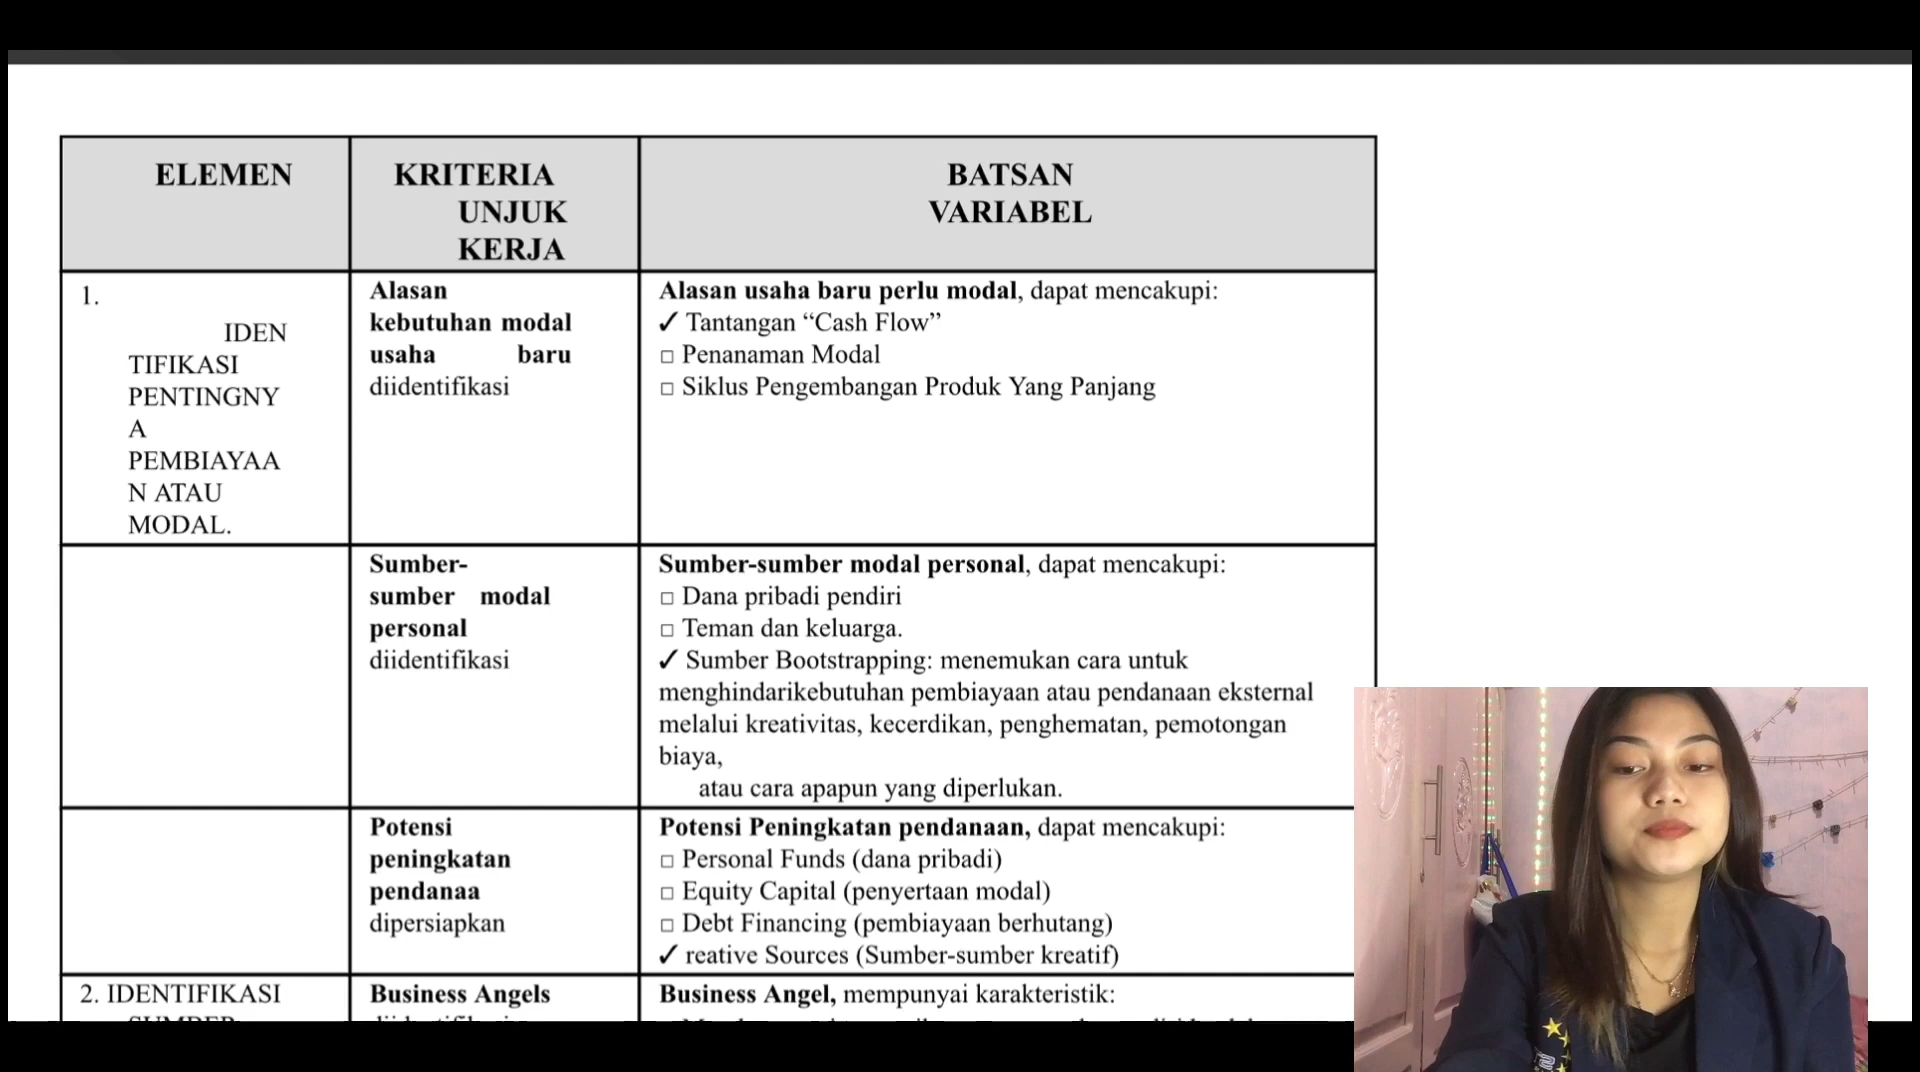 ELEMEN
KRITERIA
UNJUK
KERJA
BATSAN
VARIABEL
1.
IDEN
TIFIKASI
PENTINGNY
A
PEMBIAYAA
N ATAU
MODAL.
Alasan
kebutuhan modal
usaha baru
diidentifikasi
Alasan usaha baru perlu modal, dapat mencakupi:
✓ Tantangan “Cash Flow”
□ Penanaman Modal
□ Siklus Pengembangan Produk Yang Panjang
Sumber-
sumber modal
personal
diidentifikasi
Sumber-sumber modal personal, dapat mencakupi:
□ Dana pribadi pendiri
□ Teman dan keluarga.
✓ Sumber Bootstrapping: menemukan cara untuk
menghindarikebutuhan pembiayaan atau pendanaan eksternal
melalui kreativitas, kecerdikan, penghematan, pemotongan
biaya,
atau cara apapun yang diperlukan.
Potensi
peningkatan
pendanaa
dipersiapkan
Potensi Peningkatan pendanaan, dapat mencakupi:
□ Personal Funds (dana pribadi)
□ Equity Capital (penyertaan modal)
□ Debt Financing (pembiayaan berhutang)
✓ reative Sources (Sumber-sumber kreatif)
2. IDENTIFIKASI
SUMBER
Business Angels
Business Angel, mempunyai karakteristik: